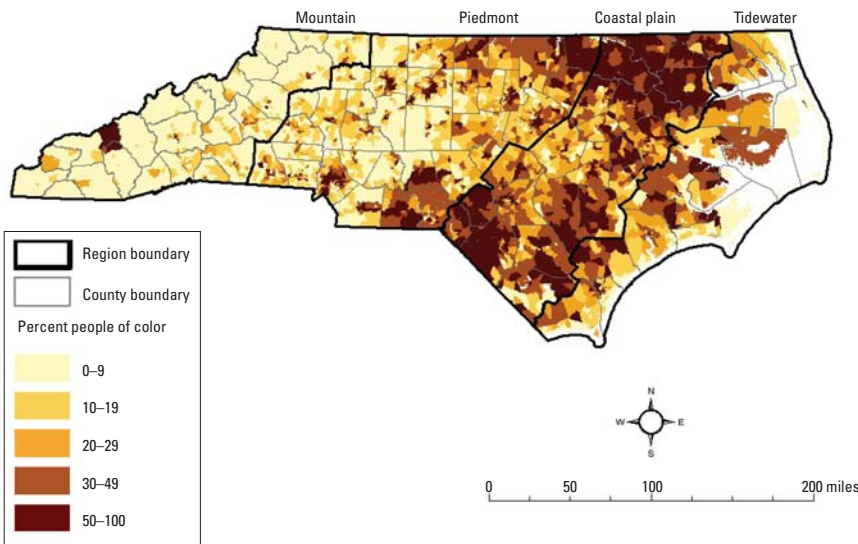 Mountain Piedmont Coastal plain Tidewater
Region boundary
County boundary
Percent people of color
0–9
10–19
20–29
30–49
50–100
N
W E
S
0 50 100 200 miles